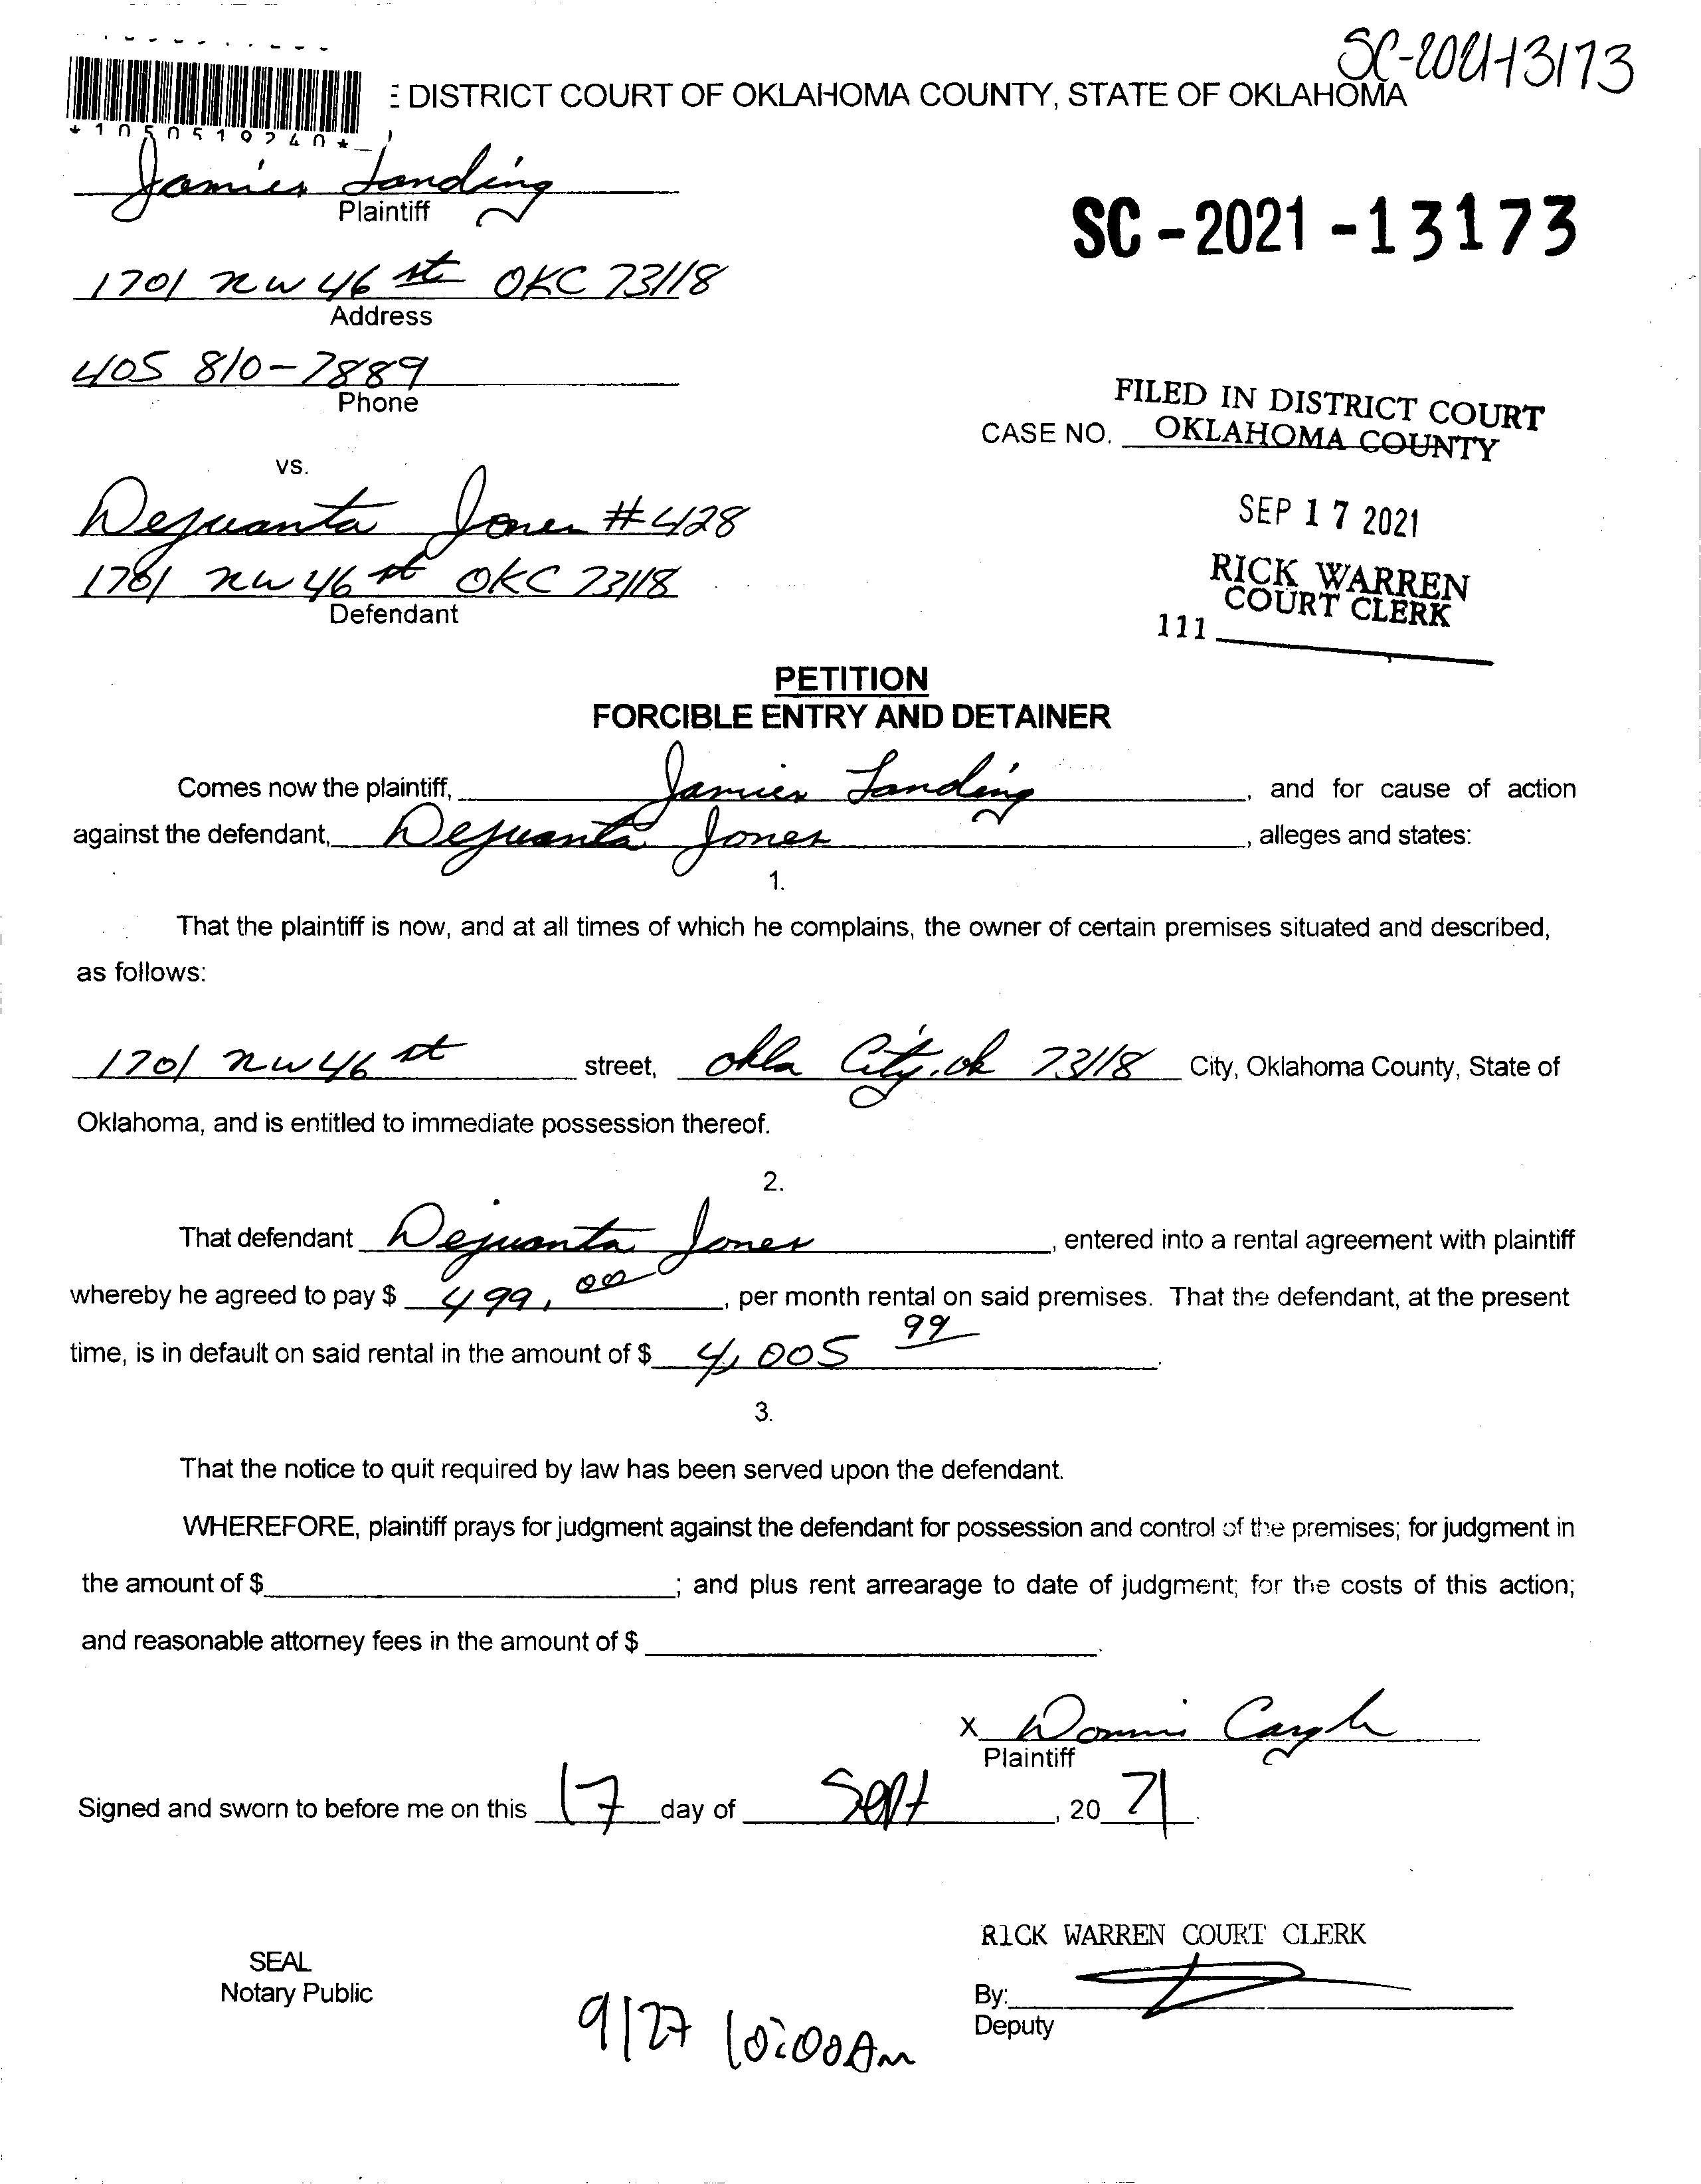 SC-2021-13173
DISTRICT COURT OF OKLAHOMA COUNTY, STATE OF OKLAHOMA
*1050519240*
Jamies Landing
Plaintiff
SC-2021-13173
1701 NW 46 st OKC 73118
Address
405 810-7889
Phone
FILED IN DISTRICT COURT
CASE NO. OKLAHOMA COUNTY
vs.
SEP 17 2021
Dejuanta Jones #428
RICK WARREN
1701 NW 46 st OKC 73118
COURT CLERK
Defendant
111
PETITION
FORCIBLE ENTRY AND DETAINER
Comes now the plaintiff, Jamies Landing, and for cause of action
against the defendant, Dejuanta Jones, alleges and states:
1.
That the plaintiff is now, and at all times of which he complains, the owner of certain premises situated and described,
as follows:
1701 NW 46 st street, Okla City, ok 73118 City, Oklahoma County, State of
Oklahoma, and is entitled to immediate possession thereof.
2.
That defendant Dejuanta Jones, entered into a rental agreement with plaintiff
whereby he agreed to pay $ 499.00, per month rental on said premises. That the defendant, at the present
time, is in default on said rental in the amount of $ 4,005 99.
3.
That the notice to quit required by law has been served upon the defendant.
WHEREFORE, plaintiff prays for judgment against the defendant for possession and control of the premises; for judgment in
the amount of $ ; and plus rent arrearage to date of judgment; for the costs of this action;
and reasonable attorney fees in the amount of $ .
X
Plaintiff
Signed and sworn to before me on this 17 day of Sept, 20 21.
RICK WARREN COURT CLERK
SEAL
Notary Public
By:
Deputy
9/27 10:00 Am